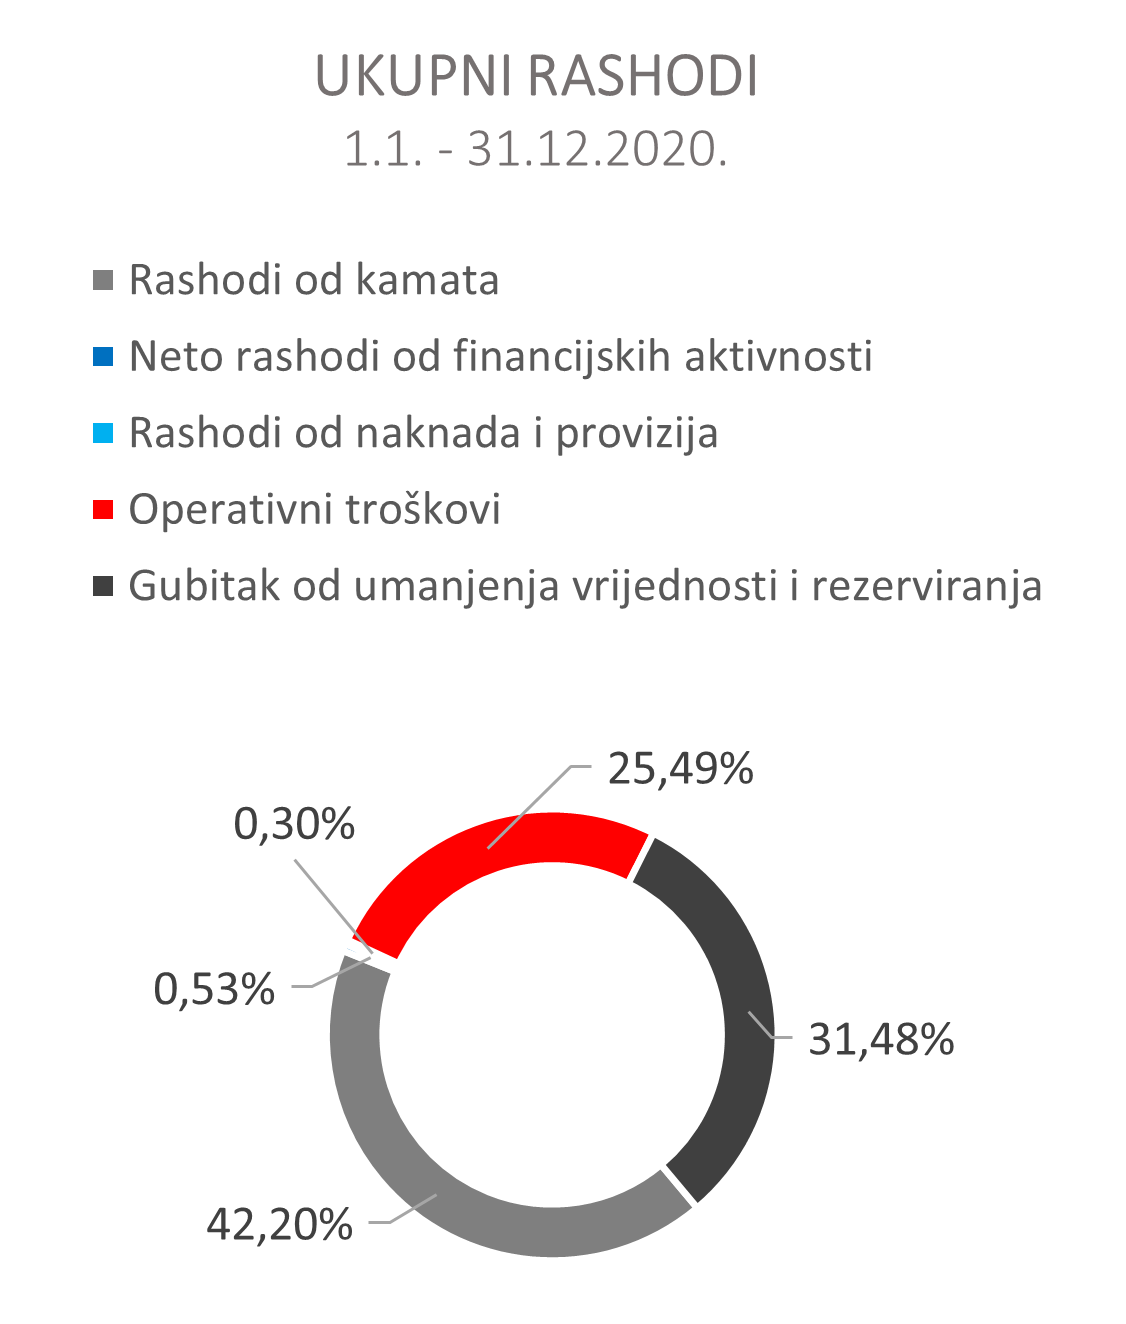 UKUPNI RASHODI
1.1. - 31.12.2020.
Rashodi od kamata
Neto rashodi od financijskih aktivnosti
Rashodi od naknada i provizija
Operativni troškovi
Gubitak od umanjenja vrijednosti i rezerviranja
25,49%
0,30%
0,53%
31,48%
42,20%